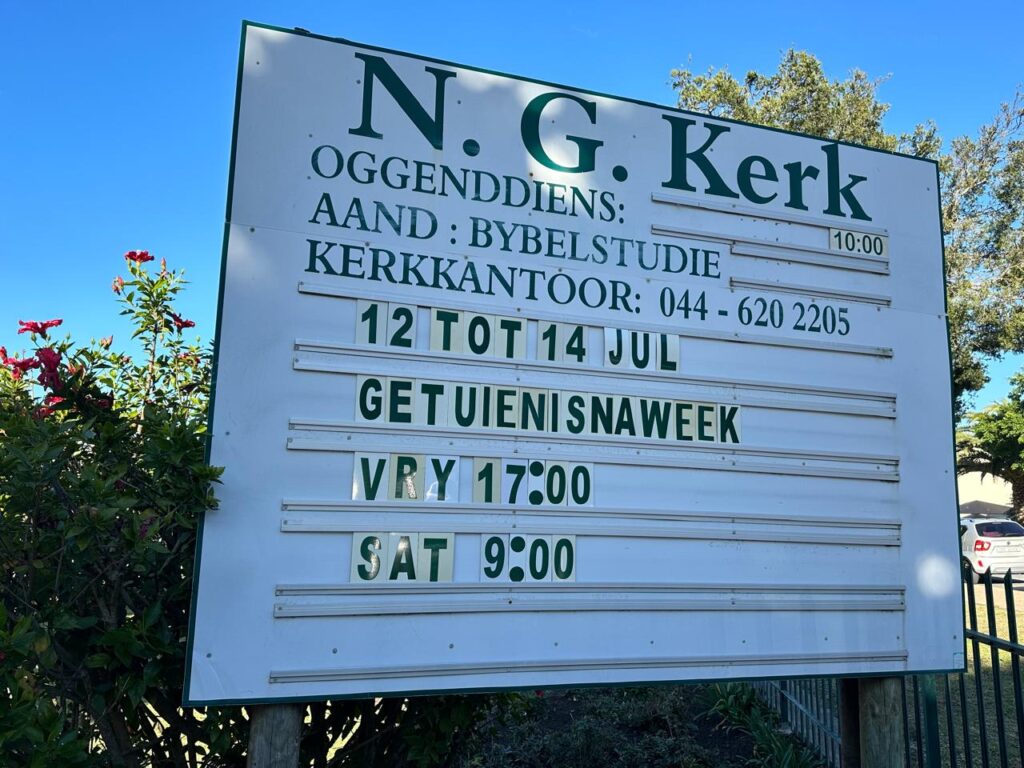 N. G. Kerk
OGGENDDIENS: 10:00
AAND : BYBELSTUDIE
KERKKANTOOR: 044 - 620 2205
12 TOT 14 JUL
GETUIENISNAWEEK
VRY 17:00
SAT 9:00